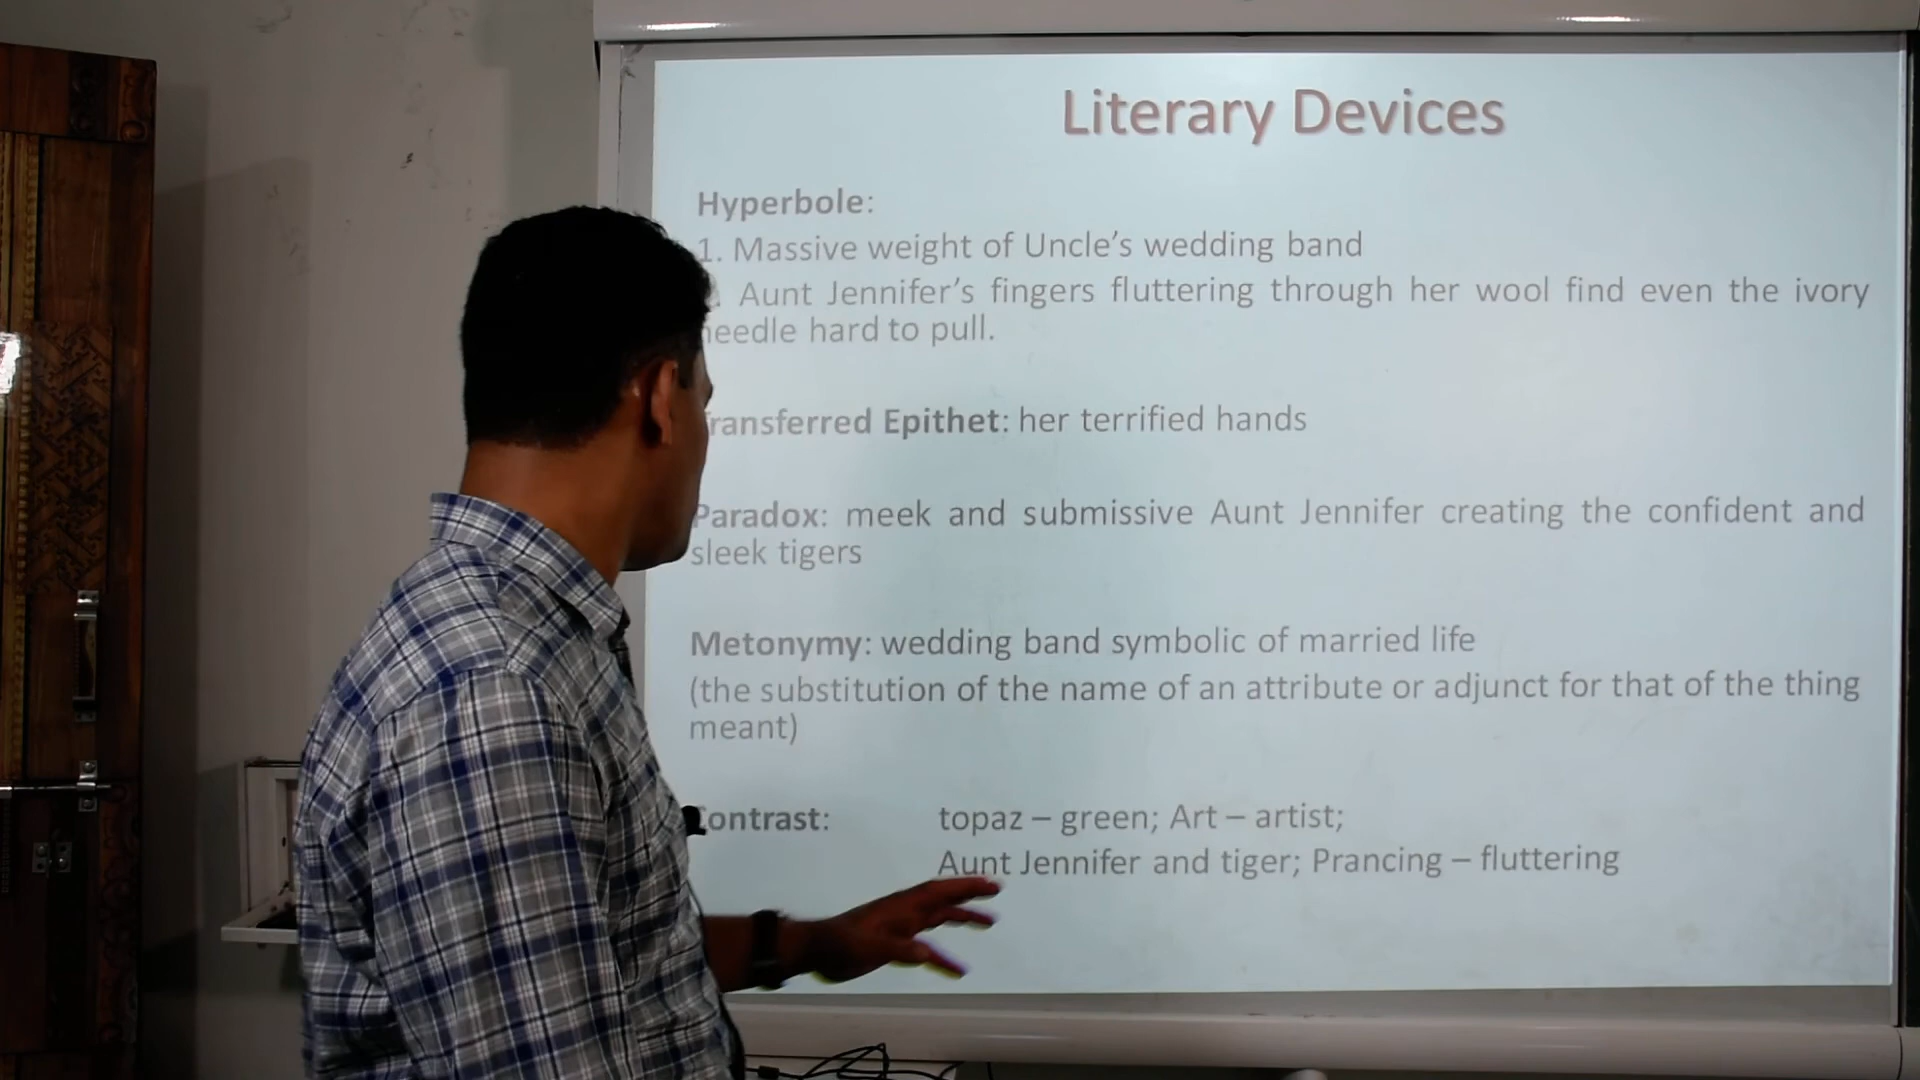 Literary Devices
Hyperbole:
1. Massive weight of Uncle's wedding band
Aunt Jennifer's fingers fluttering through her wool find even the ivory
needle hard to pull.
Transferred Epithet: her terrified hands
Paradox: meek and submissive Aunt Jennifer creating the confident and
sleek tigers
Metonymy: wedding band symbolic of married life
(the substitution of the name of an attribute or adjunct for that of the thing
meant)
Contrast: topaz – green; Art – artist;
Aunt Jennifer and tiger; Prancing – fluttering